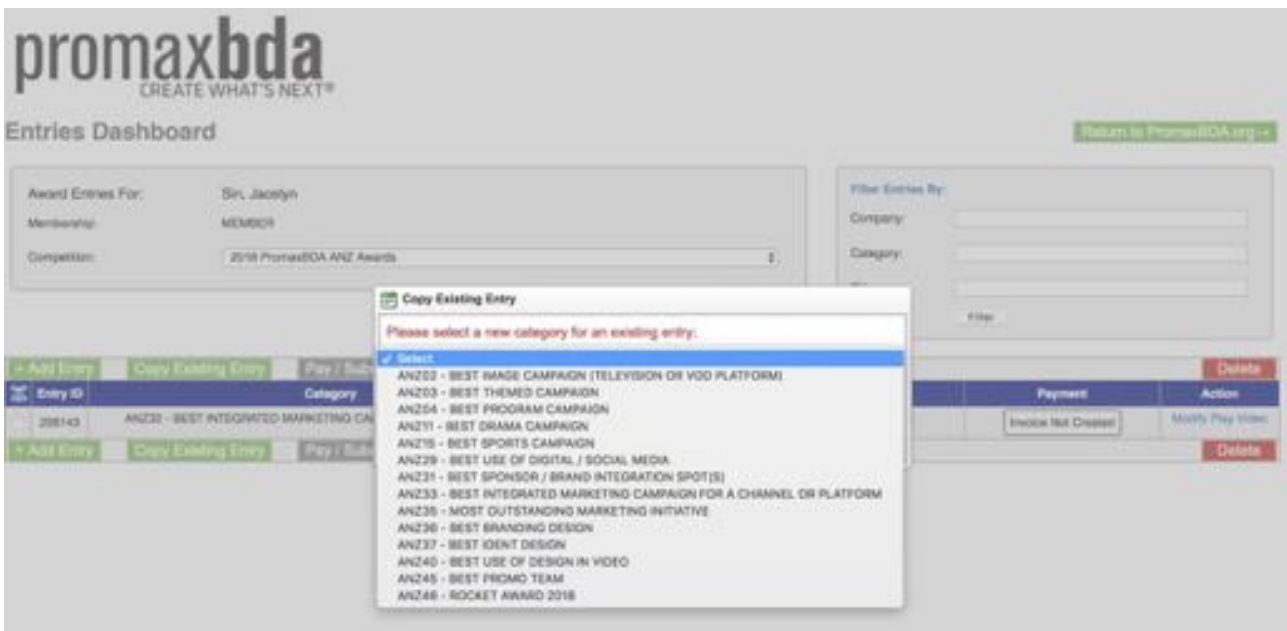 promaxbda
CREATE WHAT'S NEXT®
Entries Dashboard
Return to PromaxBDA.org
Award Entries For: Siri, Jacelyn
Membership: MEMBER
Competition: 2018 PromaxBDA ANZ Awards
Filter Entries By:
Company:
Category:
Filter
Copy Existing Entry
Please select a new category for an existing entry:
✓ Select
ANZ02 - BEST IMAGE CAMPAIGN (TELEVISION OR VOD PLATFORM)
ANZ03 - BEST THEMED CAMPAIGN
ANZ04 - BEST PROGRAM CAMPAIGN
ANZ11 - BEST DRAMA CAMPAIGN
ANZ15 - BEST SPORTS CAMPAIGN
ANZ29 - BEST USE OF DIGITAL / SOCIAL MEDIA
ANZ31 - BEST SPONSOR / BRAND INTEGRATION SPOT(S)
ANZ33 - BEST INTEGRATED MARKETING CAMPAIGN FOR A CHANNEL OR PLATFORM
ANZ35 - MOST OUTSTANDING MARKETING INITIATIVE
ANZ36 - BEST BRANDING DESIGN
ANZ37 - BEST IDENT DESIGN
ANZ40 - BEST USE OF DESIGN IN VIDEO
ANZ45 - BEST PROMO TEAM
ANZ46 - ROCKET AWARD 2018
+ Add Entry Copy Existing Entry Pay / Delete
Entry ID Category Payment Action
ANZ32 - BEST INTEGRATED MARKETING Invoice Not Created Modify Play Video
+ Add Entry Copy Existing Entry Pay / Delete